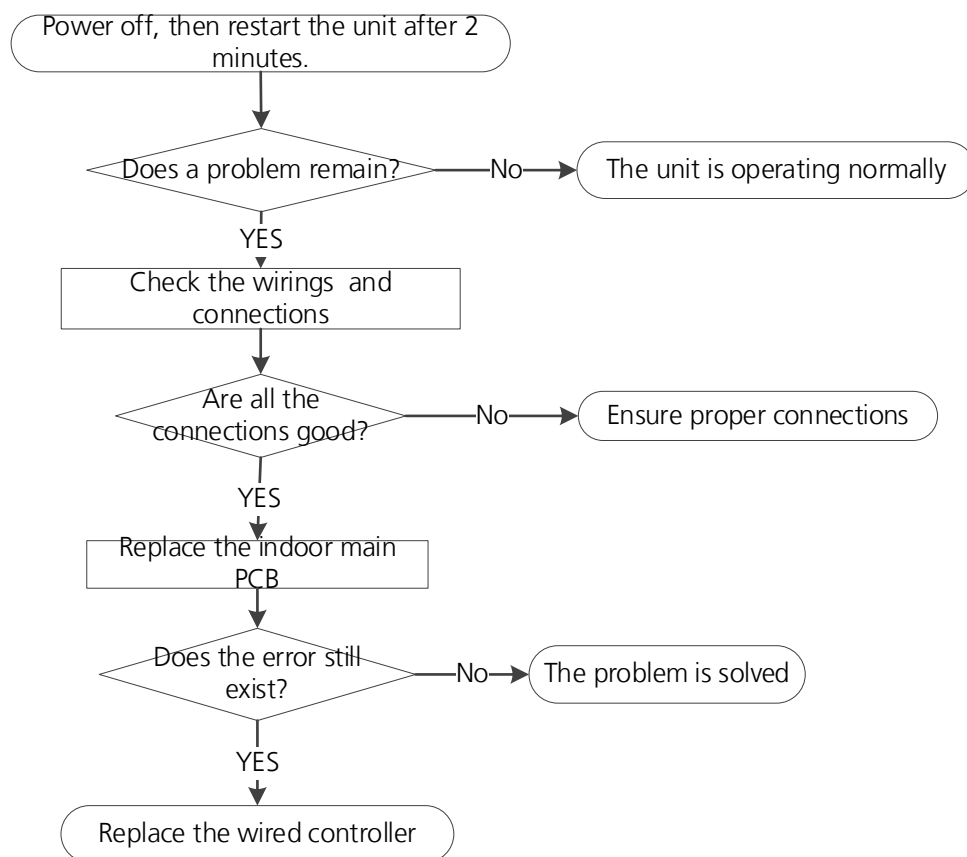 Power off, then restart the unit after 2
minutes.
Does a problem remain?
No
The unit is operating normally
YES
Check the wirings and
connections
Are all the
connections good?
No
Ensure proper connections
YES
Replace the indoor main
PCB
Does the error still
exist?
No
The problem is solved
YES
Replace the wired controller